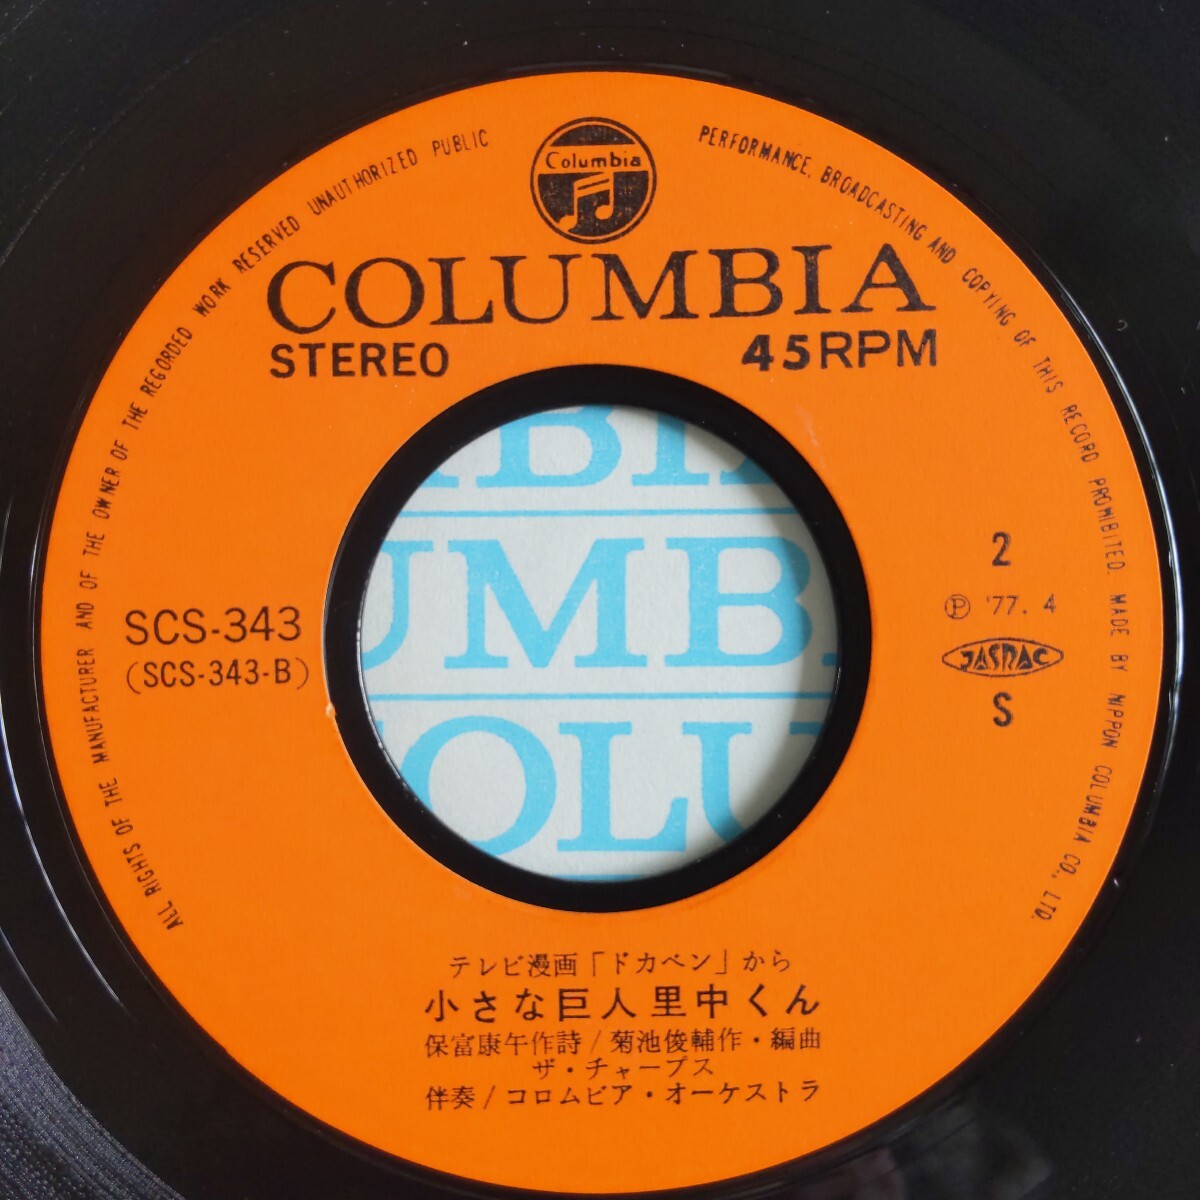 ALL RIGHTS OF THE MANUFACTURER AND OF THE OWNER OF THE RECORDED WORK RESERVED UNAUTHORIZED PUBLIC
PERFORMANCE, BROADCASTING AND COPYING OF THIS RECORD PROHIBITED. MADE BY NIPPON COLUMBIA CO., LTD.
Columbia
COLUMBIA
STEREO
45RPM
2
SCS-343
Ⓟ '77. 4
(SCS-343-B)
JASRAC
S
UMB
OLU
テレビ漫画「ドカベン」から
小さな巨人里中くん
保富康午作詩/菊池俊輔作・編曲
ザ・チャープス
伴奏/コロムビア・オーケストラ